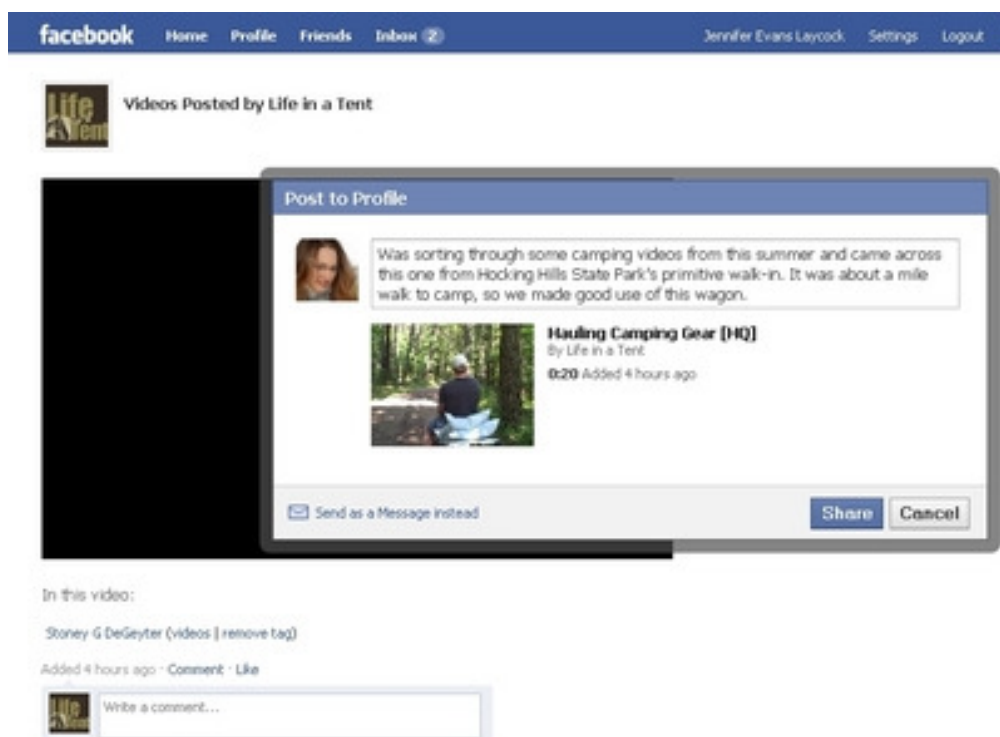 facebook Home Profile Friends Inbox 2 Jennifer Evans Laycock Settings Logout
Life Tent
Videos Posted by Life in a Tent
Post to Profile
Was sorting through some camping videos from this summer and came across
this one from Hocking Hills State Park's primitive walk-in. It was about a mile
walk to camp, so we made good use of this wagon.
Hauling Camping Gear [HQ]
By Life in a Tent
0:20 Added 4 hours ago
Send as a Message instead
Share Cancel
In this video:
Stoney G DeGeyter (videos | remove tag)
Added 4 hours ago · Comment · Like
Life Tent
Write a comment...